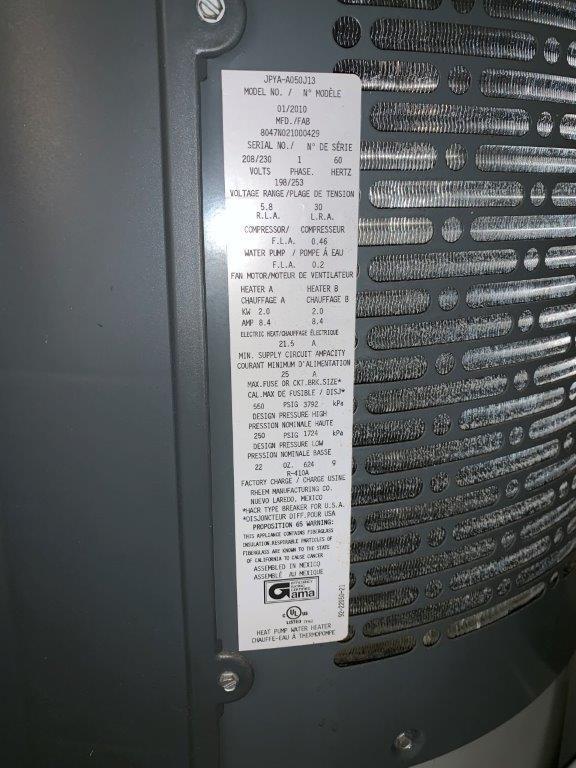 JPYA-A050J13
MODEL NO. / N° MODÈLE
01/2010
MFD./FAB
8047N021000429
SERIAL NO./ N° DE SÉRIE
208/230 1 60
VOLTS PHASE. HERTZ
198/253
VOLTAGE RANGE/PLAGE DE TENSION
5.8 30
R.L.A. L.R.A.
COMPRESSOR/ COMPRESSEUR
F.L.A. 0.46
WATER PUMP / POMPE À EAU
F.L.A. 0.2
FAN MOTOR/MOTEUR DE VENTILATEUR
HEATER A HEATER B
CHAUFFAGE A CHAUFFAGE B
KW 2.0 2.0
AMP 8.4 8.4
ELECTRIC HEAT/CHAUFFAGE ÉLECTRIQUE
21.5 A
MIN. SUPPLY CIRCUIT AMPACITY
COURANT MINIMUM D'ALIMENTATION
25 A
MAX.FUSE OR CKT.BRK.SIZE*
CAL.MAX DE FUSIBLE / DISJ*
550 PSIG 3792 kPa
DESIGN PRESSURE HIGH
PRESSION NOMINALE HAUTE
250 PSIG 1724 kPa
DESIGN PRESSURE LOW
PRESSION NOMINALE BASSE
22 OZ. 624 g
R-410A
FACTORY CHARGE / CHARGE USINE
RHEEM MANUFACTURING CO.
NUEVO LAREDO, MEXICO
*HACR TYPE BREAKER FOR U.S.A.
*DISJONCTEUR DIFF.POUR USA
PROPOSITION 65 WARNING:
THIS APPLIANCE CONTAINS FIBERGLASS
INSULATION.RESPIRABLE PARTICLES OF
FIBERGLASS ARE KNOWN TO THE STATE
OF CALIFORNIA TO CAUSE CANCER
ASSEMBLED IN MEXICO
ASSEMBLÉ AU MEXIQUE
Gama
92-22050-21
C UL US
LISTED
HEAT PUMP WATER HEATER
CHAUFFE-EAU À THERMOPOMPE